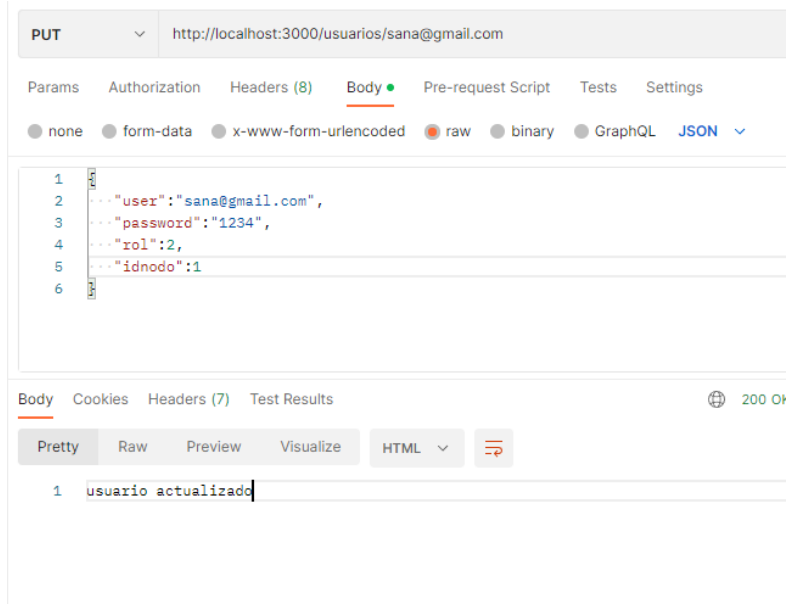 PUT http://localhost:3000/usuarios/sana@gmail.com
Params Authorization Headers (8) Body Pre-request Script Tests Settings
none form-data x-www-form-urlencoded raw binary GraphQL JSON
1 {
2 "user":"sana@gmail.com",
3 "password":"1234",
4 "rol":2,
5 "idnodo":1
6 }
Body Cookies Headers (7) Test Results 200 OK
Pretty Raw Preview Visualize HTML
1 usuario actualizado